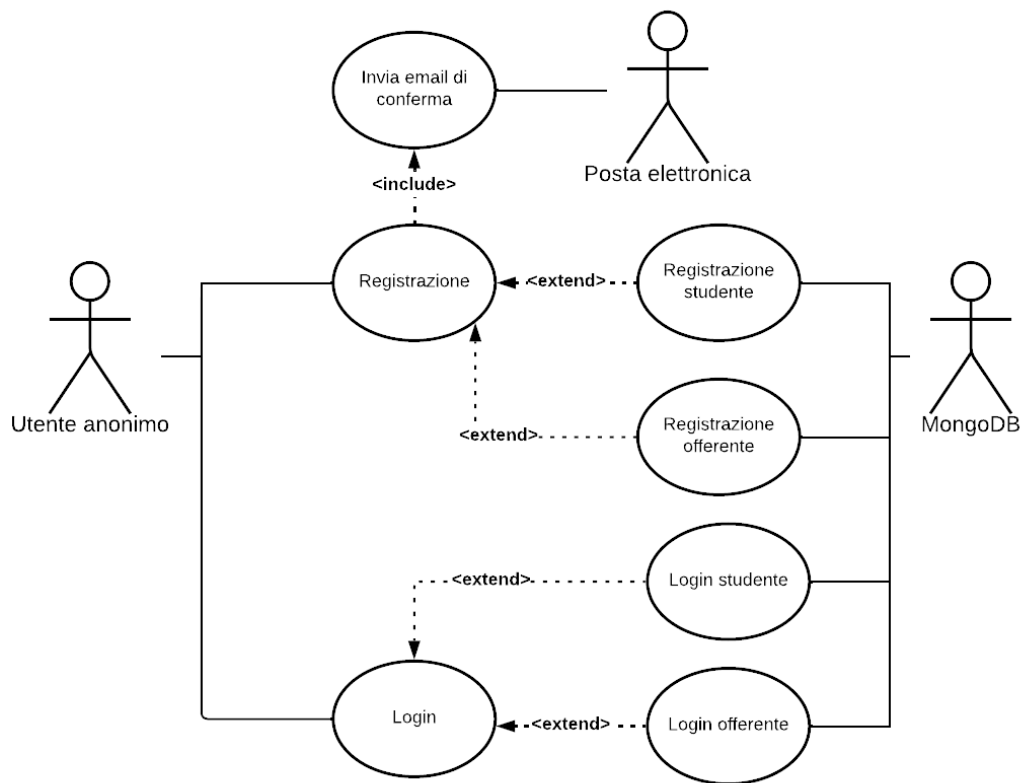 Invia email di
conferma
Posta elettronica
<include>
Registrazione
<extend>
Registrazione
studente
Utente anonimo
MongoDB
<extend>
Registrazione
offerente
<extend>
Login studente
Login
<extend>
Login offerente